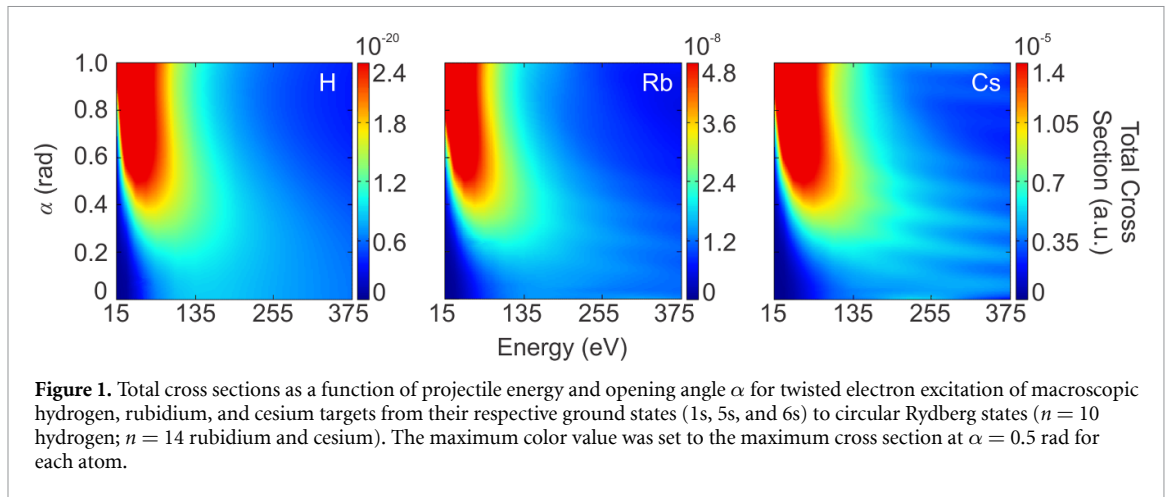 10-20
10-8
10-5
1.0
0.8
0.6
0.4
0.2
0
α (rad)
H
2.4
1.8
1.2
0.6
0
15 135 255 375
Rb
4.8
3.6
2.4
1.2
0
15 135 255 375
Cs
1.4
1.05
0.7
0.35
0
15 135 255 375
Total Cross
Section (a.u.)
Energy (eV)
Figure 1. Total cross sections as a function of projectile energy and opening angle α for twisted electron excitation of macroscopic
hydrogen, rubidium, and cesium targets from their respective ground states (1s, 5s, and 6s) to circular Rydberg states (n = 10
hydrogen; n = 14 rubidium and cesium). The maximum color value was set to the maximum cross section at α = 0.5 rad for
each atom.